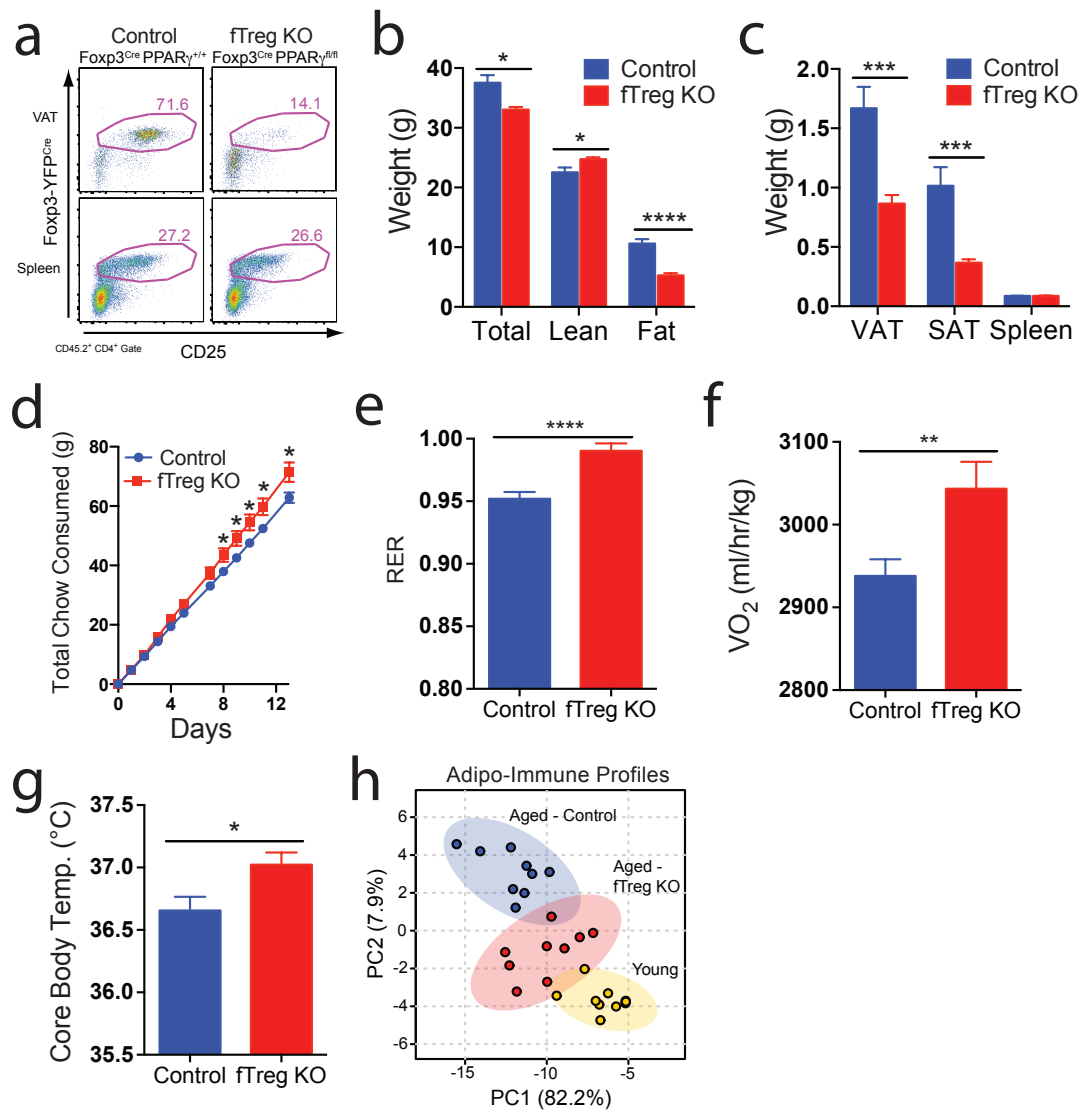 a
Control
fTreg KO
Foxp3Cre PPARγ+/+
Foxp3Cre PPARγfl/fl
VAT
71.6
14.1
Foxp3-YFPCre
Spleen
27.2
26.6
CD45.2+ CD4+ Gate
CD25
b
Control
fTreg KO
Weight (g)
40
30
20
10
0
*
*
****
Total
Lean
Fat
c
Control
fTreg KO
Weight (g)
2.0
1.5
1.0
0.5
0.0
***
***
VAT
SAT
Spleen
d
Control
fTreg KO
Total Chow Consumed (g)
80
60
40
20
0
* * * * *
0 4 8 12
Days
e
****
RER
1.00
0.95
0.90
0.85
0.80
Control fTreg KO
f
**
VO2 (ml/hr/kg)
3100
3000
2900
2800
Control fTreg KO
g
*
Core Body Temp. (°C)
37.5
37.0
36.5
36.0
35.5
Control fTreg KO
h
Adipo-Immune Profiles
Aged - Control
Aged -
fTreg KO
Young
PC2 (7.9%)
6
4
2
0
-2
-4
-6
-15 -10 -5
PC1 (82.2%)